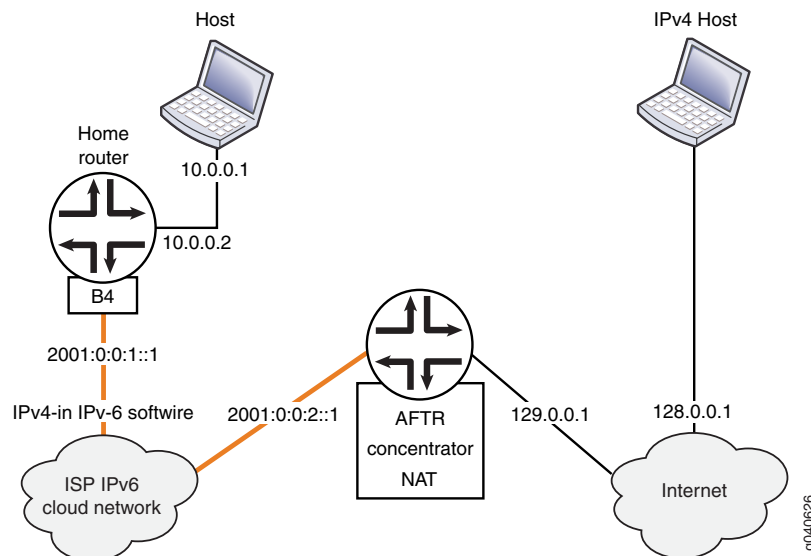 Host
IPv4 Host
Home
router
10.0.0.1
10.0.0.2
B4
2001:0:0:1::1
IPv4-in IPv-6 softwire
2001:0:0:2::1
AFTR
concentrator
NAT
129.0.0.1
128.0.0.1
ISP IPv6
cloud network
Internet
g040626